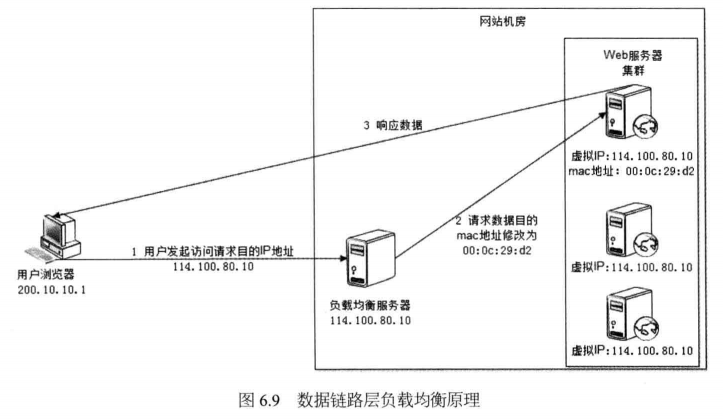 网站机房
Web服务器
集群
3 响应数据
虚拟IP:114.100.80.10
mac地址: 00:0c:29:d2
2 请求数据目的
mac地址修改为
00:0c:29:d2
1 用户发起访问请求目的IP地址
114.100.80.10
用户浏览器
200.10.10.1
负载均衡服务器
114.100.80.10
虚拟IP:114.100.80.10
虚拟IP:114.100.80.10
图 6.9 数据链路层负载均衡原理